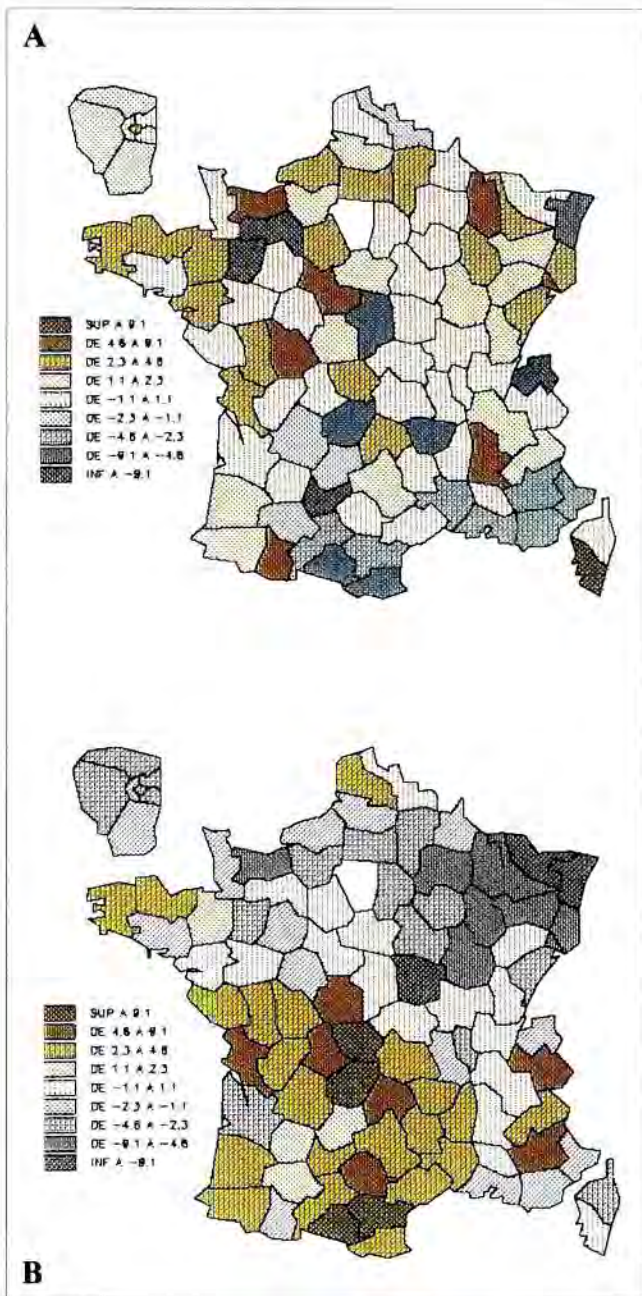 A
SUP A 9.1
DE 4.6 A 9.1
DE 2.3 A 4.6
DE 1.1 A 2.3
DE -1.1 A 1.1
DE -2.3 A -1.1
DE -4.6 A -2.3
DE -9.1 A -4.6
INF A -9.1
SUP A 9.1
DE 4.6 A 9.1
DE 2.3 A 4.6
DE 1.1 A 2.3
DE -1.1 A 1.1
DE -2.3 A -1.1
DE -4.6 A -2.3
DE -9.1 A -4.6
INF A -9.1
B